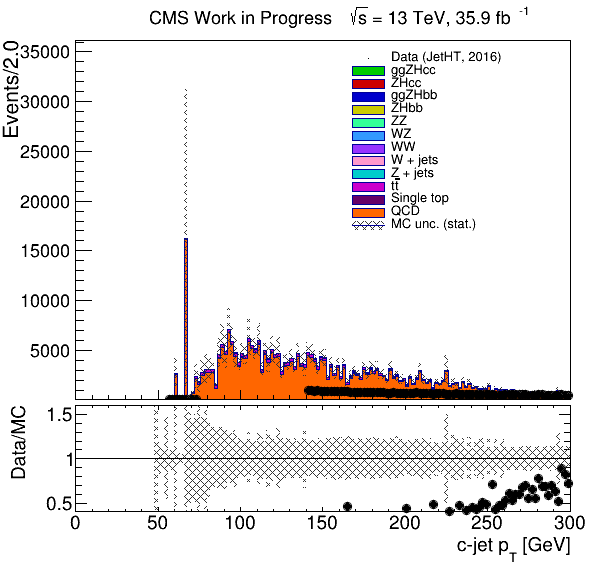 CMS Work in Progress √s = 13 TeV, 35.9 fb -1
Events/2.0
35000
30000
25000
20000
15000
10000
5000
Data (JetHT, 2016)
ggZHcc
ZHcc
ggZHbb
ZHbb
ZZ
WZ
WW
W + jets
Z + jets
tt
Single top
QCD
MC unc. (stat.)
Data/MC
1.5
1
0.5
0 50 100 150 200 250 300
c-jet pT [GeV]